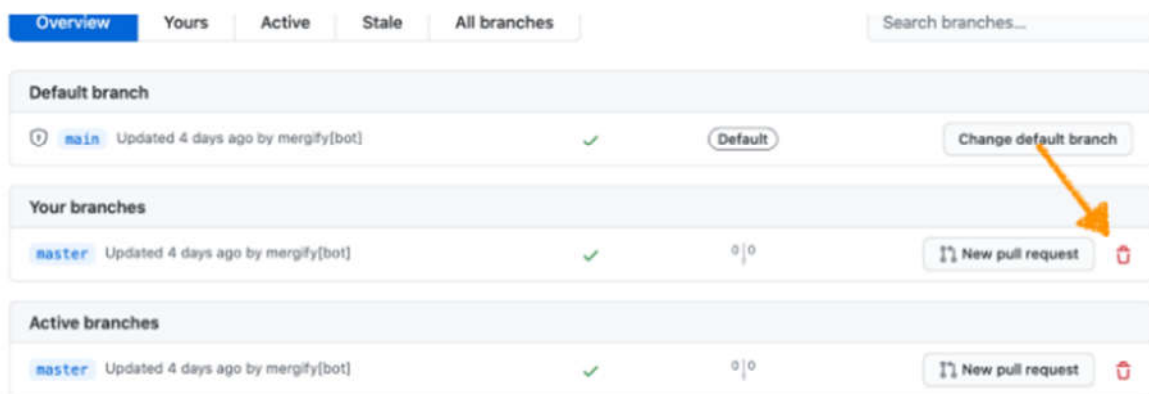 Overview Yours Active Stale All branches Search branches...
Default branch
main Updated 4 days ago by mergify[bot] Default Change default branch
Your branches
master Updated 4 days ago by mergify[bot] 0|0 New pull request
Active branches
master Updated 4 days ago by mergify[bot] 0|0 New pull request